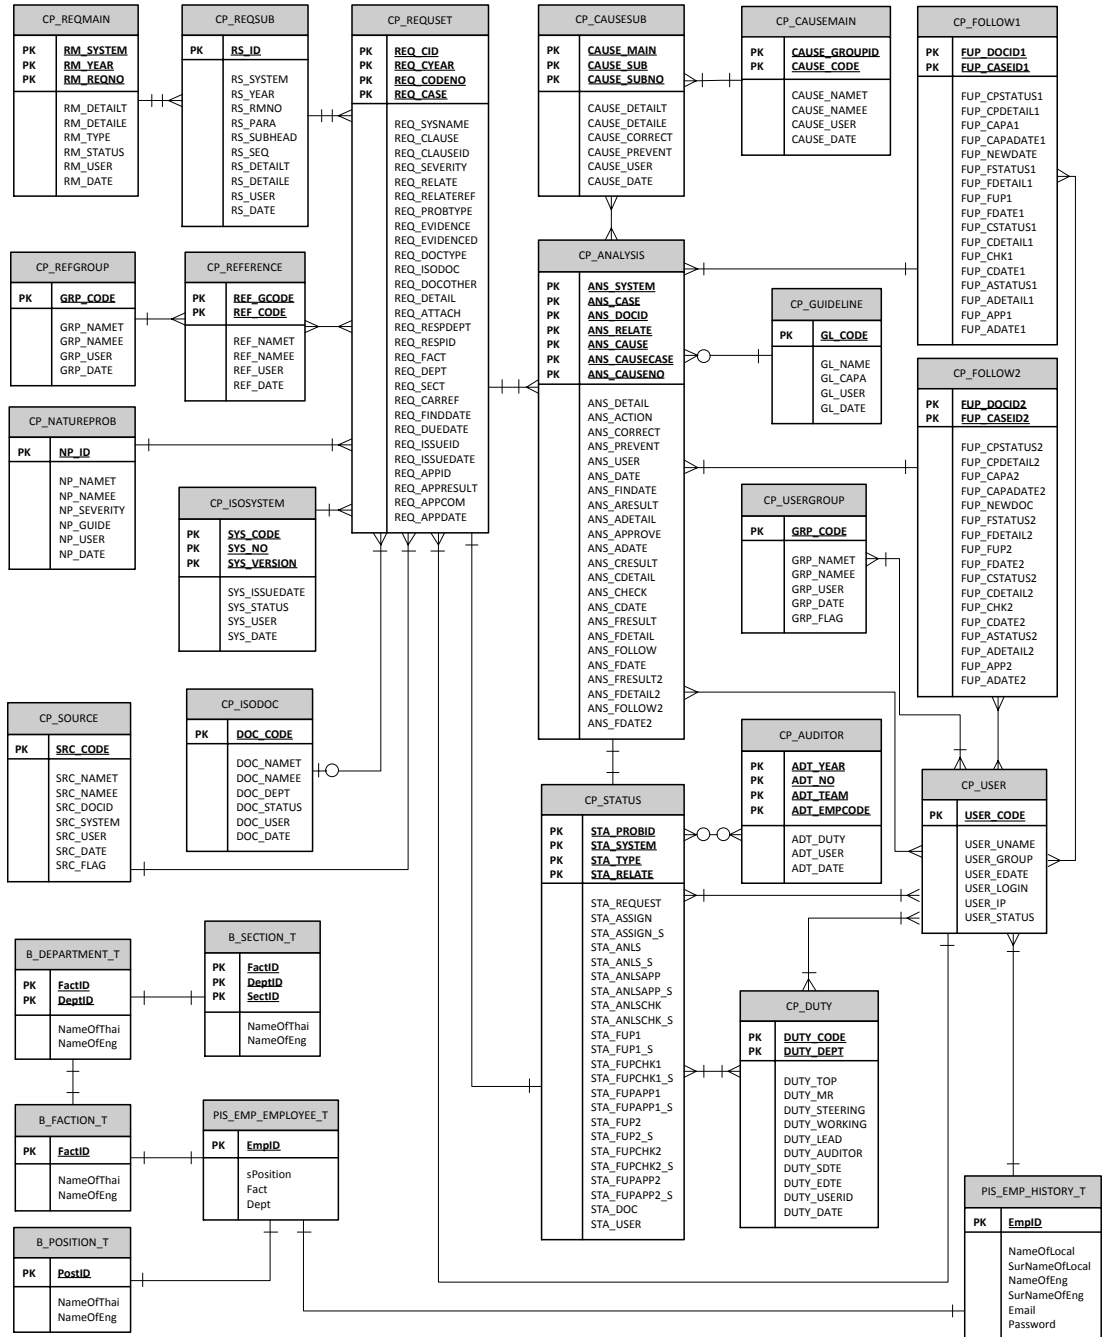 CP_REQMAIN
PK RM_SYSTEM
PK RM_YEAR
PK RM_REQNO
RM_DETAILT
RM_DETAILE
RM_TYPE
RM_STATUS
RM_USER
RM_DATE
CP_REQSUB
PK RS_ID
RS_SYSTEM
RS_YEAR
RS_RMNO
RS_PARA
RS_SUBHEAD
RS_SEQ
RS_DETAILT
RS_DETAILE
RS_USER
RS_DATE
CP_REQUSET
PK REQ_CID
PK REQ_CYEAR
PK REQ_CODENO
PK REQ_CASE
REQ_SYSNAME
REQ_CLAUSE
REQ_CLAUSEID
REQ_SEVERITY
REQ_RELATE
REQ_RELATEREF
REQ_PROBTYPE
REQ_EVIDENCE
REQ_EVIDENCED
REQ_DOCTYPE
REQ_ISODOC
REQ_DOCOTHER
REQ_DETAIL
REQ_ATTACH
REQ_RESPDEPT
REQ_RESPID
REQ_FACT
REQ_DEPT
REQ_SECT
REQ_CARREF
REQ_FINDDATE
REQ_DUEDATE
REQ_ISSUEID
REQ_ISSUEDATE
REQ_APPID
REQ_APPRESULT
REQ_APPCOM
REQ_APPDATE
CP_CAUSESUB
PK CAUSE_MAIN
PK CAUSE_SUB
PK CAUSE_SUBNO
CAUSE_DETAILT
CAUSE_DETAILE
CAUSE_CORRECT
CAUSE_PREVENT
CAUSE_USER
CAUSE_DATE
CP_CAUSEMAIN
PK CAUSE_GROUPID
PK CAUSE_CODE
CAUSE_NAMET
CAUSE_NAMEE
CAUSE_USER
CAUSE_DATE
CP_FOLLOW1
PK FUP_DOCID1
PK FUP_CASEID1
FUP_CPSTATUS1
FUP_CPDETAIL1
FUP_CAPA1
FUP_CAPADATE1
FUP_NEWDATE
FUP_FSTATUS1
FUP_FDETAIL1
FUP_FUP1
FUP_FDATE1
FUP_CSTATUS1
FUP_CDETAIL1
FUP_CHK1
FUP_CDATE1
FUP_ASTATUS1
FUP_ADETAIL1
FUP_APP1
FUP_ADATE1
CP_REFGROUP
PK GRP_CODE
GRP_NAMET
GRP_NAMEE
GRP_USER
GRP_DATE
CP_REFERENCE
PK REF_GCODE
PK REF_CODE
REF_NAMET
REF_NAMEE
REF_USER
REF_DATE
CP_ANALYSIS
PK ANS_SYSTEM
PK ANS_CASE
PK ANS_DOCID
PK ANS_RELATE
PK ANS_CAUSE
PK ANS_CAUSECASE
PK ANS_CAUSENO
ANS_DETAIL
ANS_ACTION
ANS_CORRECT
ANS_PREVENT
ANS_USER
ANS_DATE
ANS_FINDATE
ANS_ARESULT
ANS_ADETAIL
ANS_APPROVE
ANS_ADATE
ANS_CRESULT
ANS_CDETAIL
ANS_CHECK
ANS_CDATE
ANS_FRESULT
ANS_FDETAIL
ANS_FOLLOW
ANS_FDATE
ANS_FRESULT2
ANS_FDETAIL2
ANS_FOLLOW2
ANS_FDATE2
CP_GUIDELINE
PK GL_CODE
GL_NAME
GL_CAPA
GL_USER
GL_DATE
CP_FOLLOW2
PK FUP_DOCID2
PK FUP_CASEID2
FUP_CPSTATUS2
FUP_CPDETAIL2
FUP_CAPA2
FUP_CAPADATE2
FUP_NEWDOC
FUP_FSTATUS2
FUP_FDETAIL2
FUP_FUP2
FUP_FDATE2
FUP_CSTATUS2
FUP_CDETAIL2
FUP_CHK2
FUP_CDATE2
FUP_ASTATUS2
FUP_ADETAIL2
FUP_APP2
FUP_ADATE2
CP_NATUREPROB
PK NP_ID
NP_NAMET
NP_NAMEE
NP_SEVERITY
NP_GUIDE
NP_USER
NP_DATE
CP_ISOSYSTEM
PK SYS_CODE
PK SYS_NO
PK SYS_VERSION
SYS_ISSUEDATE
SYS_STATUS
SYS_USER
SYS_DATE
CP_USERGROUP
PK GRP_CODE
GRP_NAMET
GRP_NAMEE
GRP_USER
GRP_DATE
GRP_FLAG
CP_SOURCE
PK SRC_CODE
SRC_NAMET
SRC_NAMEE
SRC_DOCID
SRC_SYSTEM
SRC_USER
SRC_DATE
SRC_FLAG
CP_ISODOC
PK DOC_CODE
DOC_NAMET
DOC_NAMEE
DOC_DEPT
DOC_STATUS
DOC_USER
DOC_DATE
CP_AUDITOR
PK ADT_YEAR
PK ADT_NO
PK ADT_TEAM
PK ADT_EMPCODE
ADT_DUTY
ADT_USER
ADT_DATE
CP_USER
PK USER_CODE
USER_UNAME
USER_GROUP
USER_EDATE
USER_LOGIN
USER_IP
USER_STATUS
CP_STATUS
PK STA_PROBID
PK STA_SYSTEM
PK STA_TYPE
PK STA_RELATE
STA_REQUEST
STA_ASSIGN
STA_ASSIGN_S
STA_ANLS
STA_ANLS_S
STA_ANLSAPP
STA_ANLSAPP_S
STA_ANLSCHK
STA_ANLSCHK_S
STA_FUP1
STA_FUP1_S
STA_FUPCHK1
STA_FUPCHK1_S
STA_FUPAPP1
STA_FUPAPP1_S
STA_FUP2
STA_FUP2_S
STA_FUPCHK2
STA_FUPCHK2_S
STA_FUPAPP2
STA_FUPAPP2_S
STA_DOC
STA_USER
B_DEPARTMENT_T
PK FactID
PK DeptID
NameOfThai
NameOfEng
B_SECTION_T
PK FactID
PK DeptID
PK SectID
NameOfThai
NameOfEng
CP_DUTY
PK DUTY_CODE
PK DUTY_DEPT
DUTY_TOP
DUTY_MR
DUTY_STEERING
DUTY_WORKING
DUTY_LEAD
DUTY_AUDITOR
DUTY_SDTE
DUTY_EDTE
DUTY_USERID
DUTY_DATE
B_FACTION_T
PK FactID
NameOfThai
NameOfEng
PIS_EMP_EMPLOYEE_T
PK EmpID
sPosition
Fact
Dept
PIS_EMP_HISTORY_T
PK EmpID
NameOfLocal
SurNameOfLocal
NameOfEng
SurNameOfEng
Email
Password
B_POSITION_T
PK PostID
NameOfThai
NameOfEng